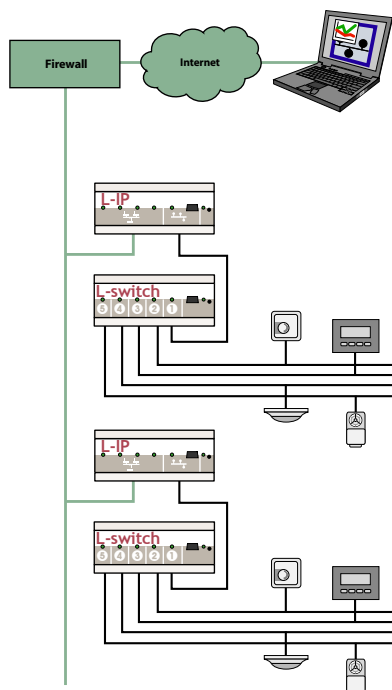 Firewall
Internet
L-IP
L-switch
5 4 3 2 1
L-IP
L-switch
5 4 3 2 1